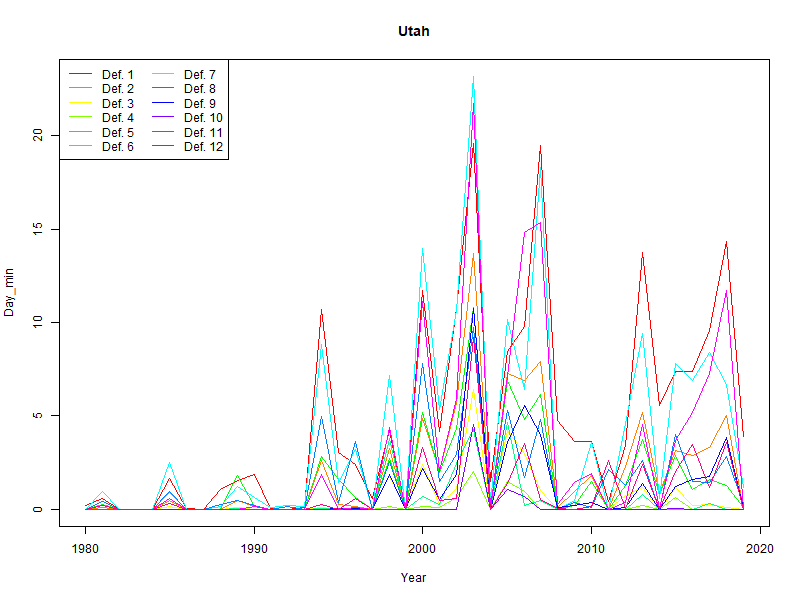 Utah
Def. 1 Def. 7
Def. 2 Def. 8
Def. 3 Def. 9
Def. 4 Def. 10
Def. 5 Def. 11
Def. 6 Def. 12
20
15
10
5
0
Day_min
1980 1990 2000 2010 2020
Year